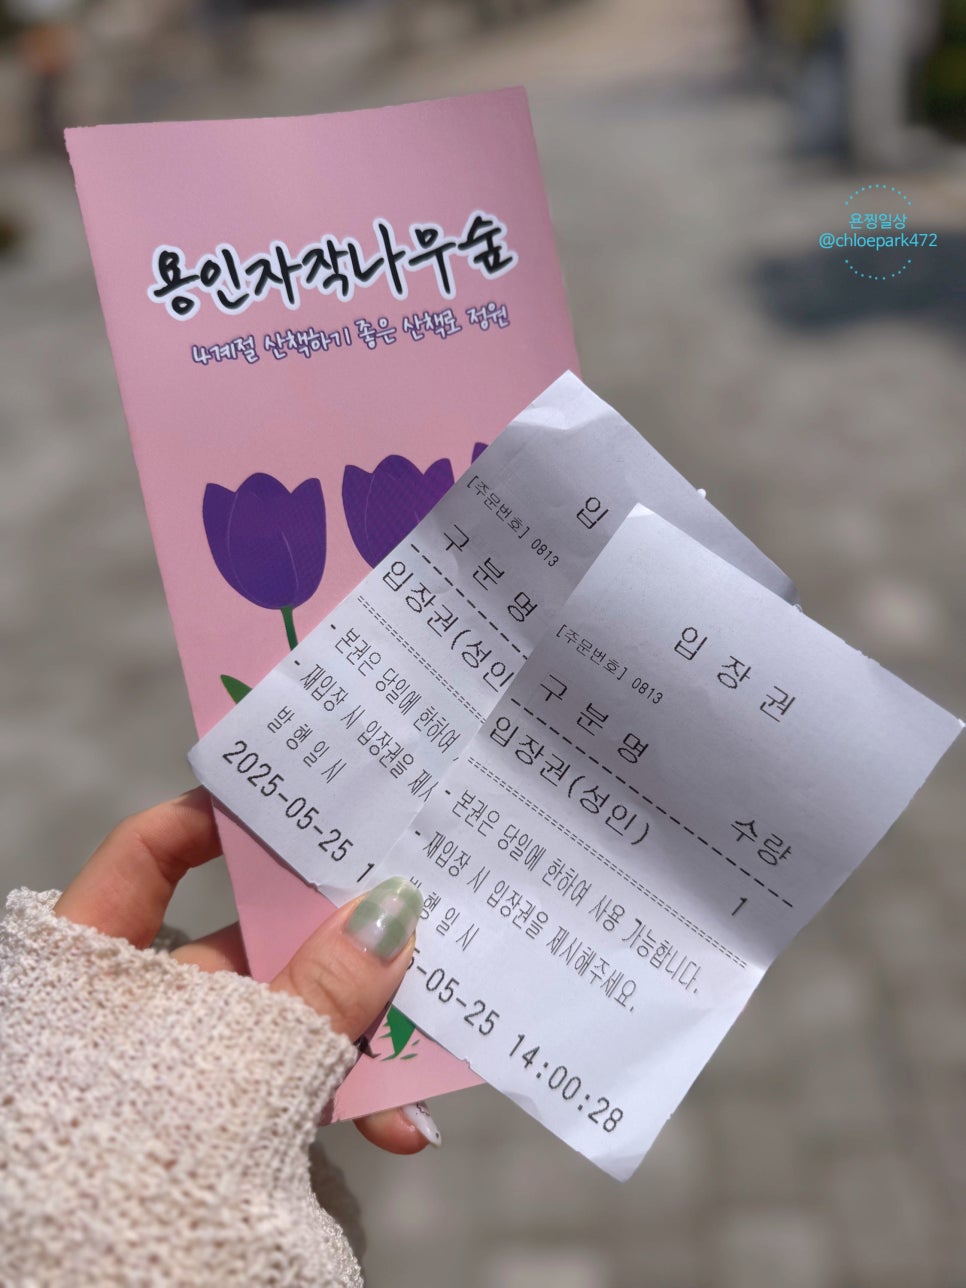 용인자작나무숲
4계절 산책하기 좋은 산책로 정원
욘찡일상
@chloepark472
입
[주문번호] 0813
구 분 명
입장권(성인
- 본권은 당일에 한하여
- 재입장 시 입장권을 제시
발 행 일 시
2025-05-25 1
입 장 권
[주문번호] 0813
구 분 명 수량
입장권(성인) 1
- 본권은 당일에 한하여 사용 가능합니다.
- 재입장 시 입장권을 제시해주세요.
행 일 시
5-05-25 14:00:28